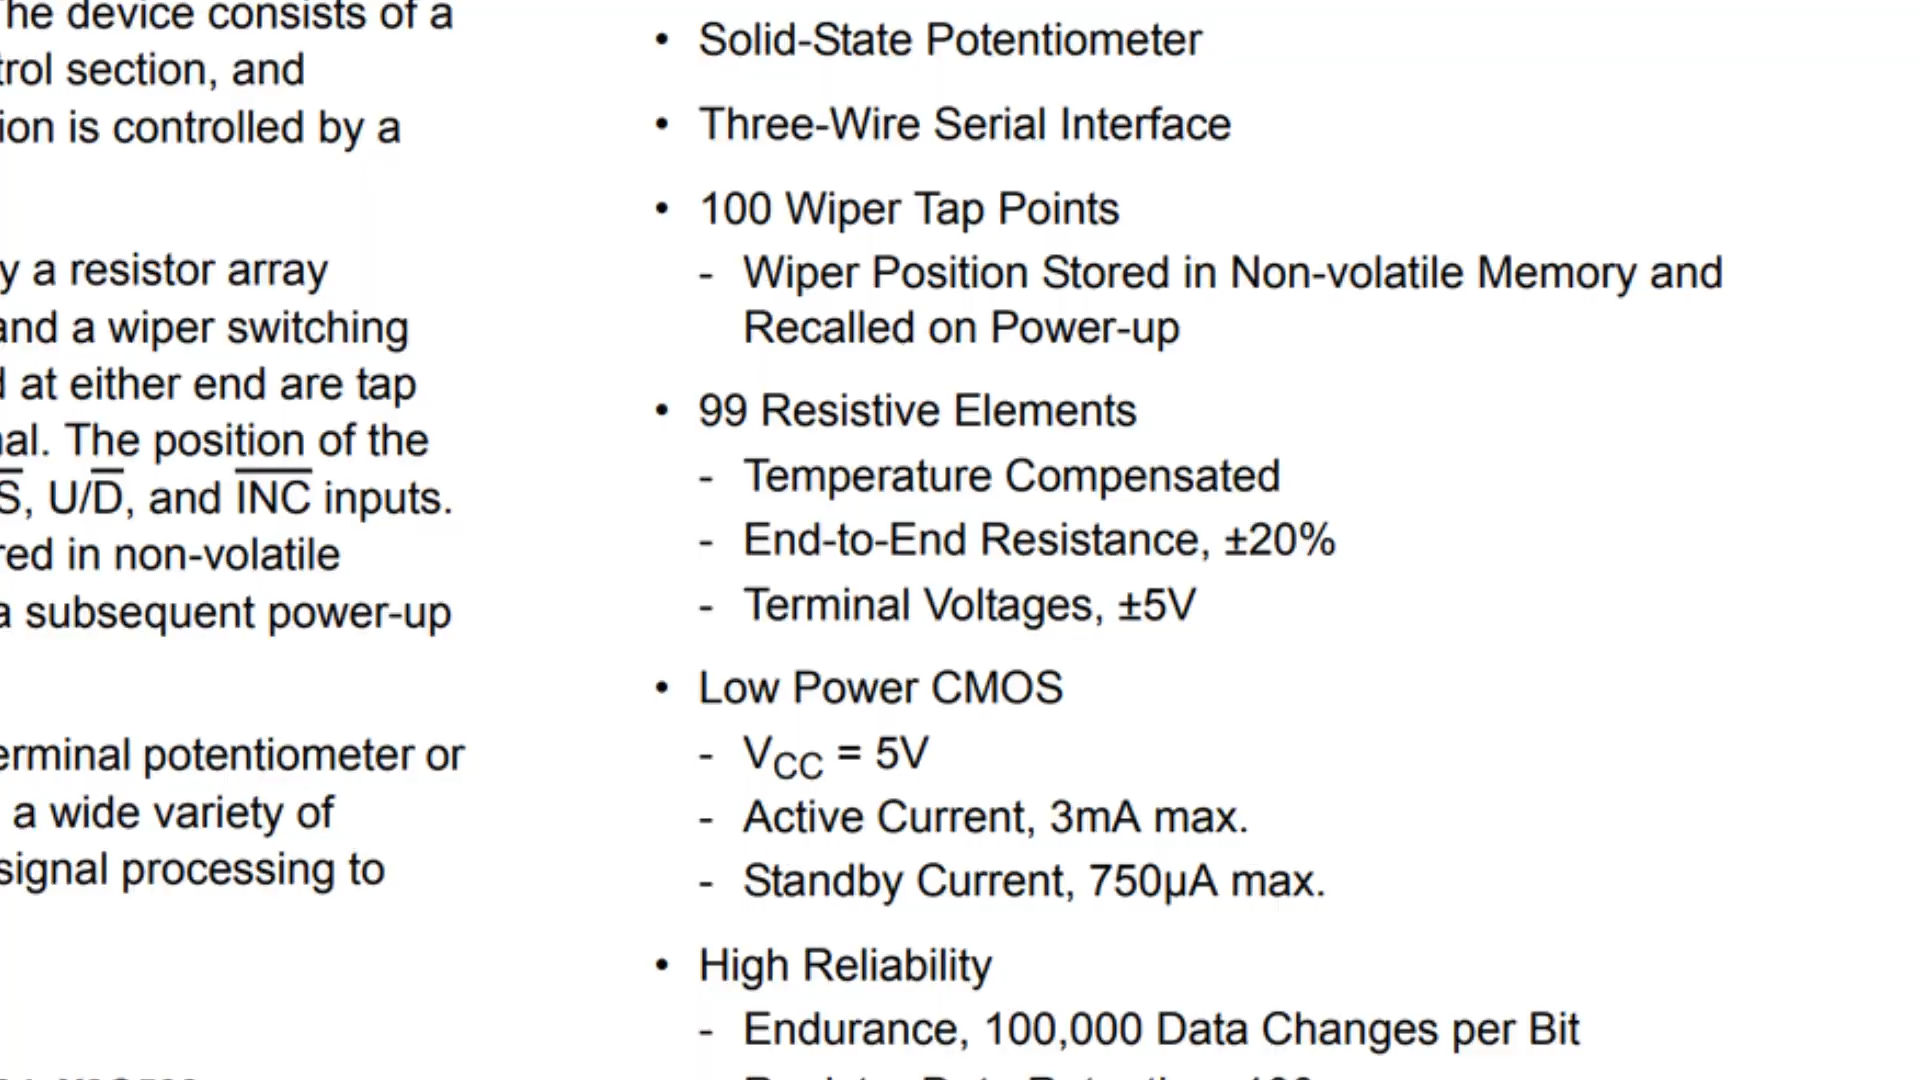 he device consists of a
trol section, and
ion is controlled by a
y a resistor array
and a wiper switching
d at either end are tap
al. The position of the
S̅, U/D̅, and I̅N̅C̅ inputs.
red in non-volatile
a subsequent power-up
erminal potentiometer or
a wide variety of
signal processing to
• Solid-State Potentiometer
• Three-Wire Serial Interface
• 100 Wiper Tap Points
- Wiper Position Stored in Non-volatile Memory and
Recalled on Power-up
• 99 Resistive Elements
- Temperature Compensated
- End-to-End Resistance, ±20%
- Terminal Voltages, ±5V
• Low Power CMOS
- VCC = 5V
- Active Current, 3mA max.
- Standby Current, 750µA max.
• High Reliability
- Endurance, 100,000 Data Changes per Bit